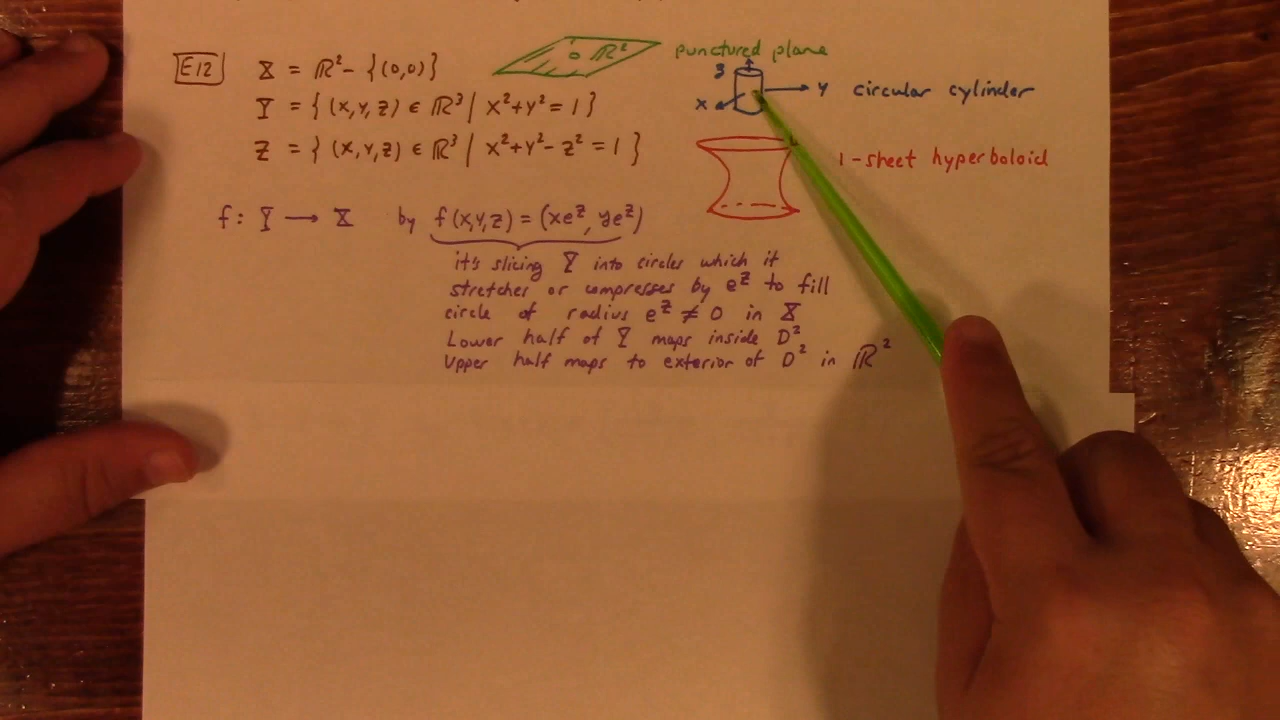 E12 X = ℝ² - {(0,0)} ℝ² punctured plane
Y = { (x,y,z) ∈ ℝ³ | x²+y² = 1 } z x y circular cylinder
Z = { (x,y,z) ∈ ℝ³ | x²+y²-z² = 1 } 1-sheet hyperboloid
f: Y → X by f(x,y,z) = (xe^z, ye^z)
it's slicing Y into circles which it
stretches or compresses by e^z to fill
circle of radius e^z ≠ 0 in X
Lower half of Y maps inside D²
Upper half maps to exterior of D² in ℝ²